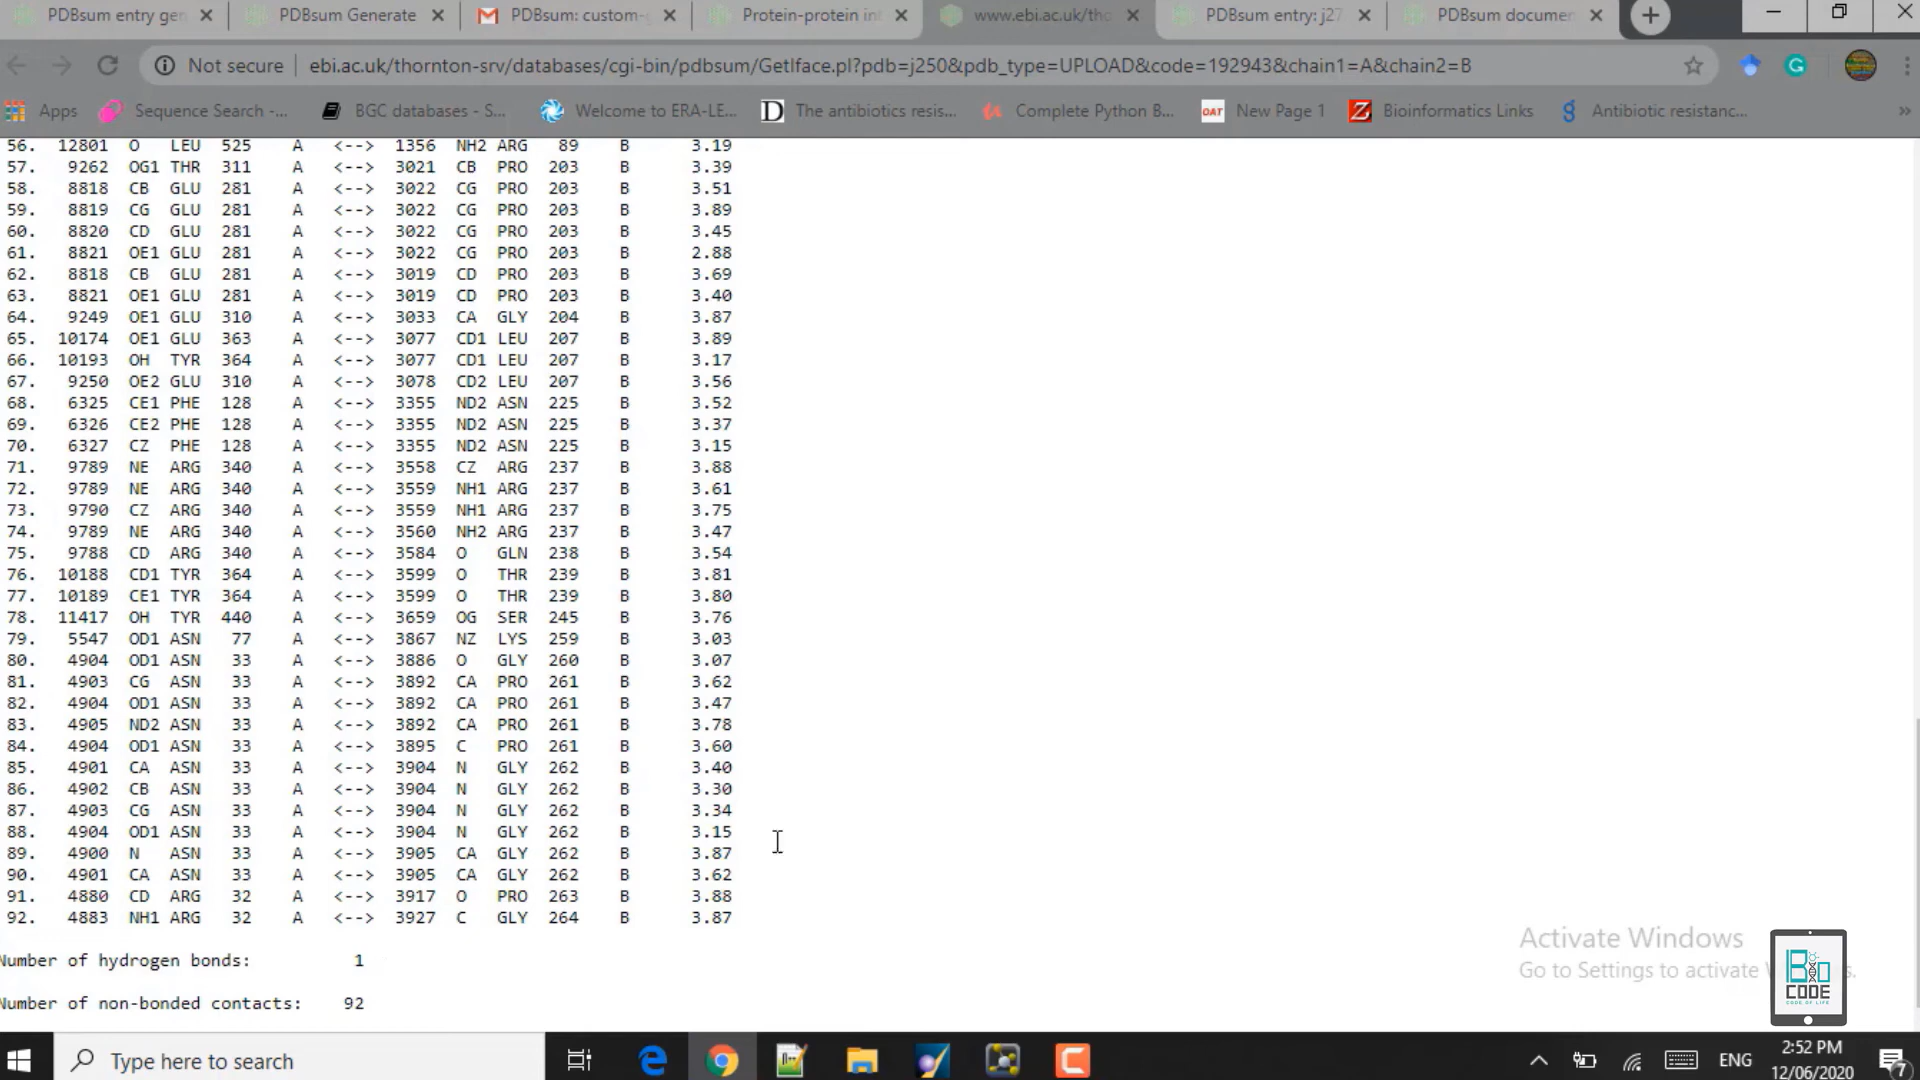 PDBsum entry gen
PDBsum Generate
PDBsum: custom-g
Protein-protein int
www.ebi.ac.uk/tho
PDBsum entry: j27
PDBsum documen
Not secure ebi.ac.uk/thornton-srv/databases/cgi-bin/pdbsum/GetIface.pl?pdb=j250&pdb_type=UPLOAD&code=192943&chain1=A&chain2=B
Apps Sequence Search -... BGC databases - S... Welcome to ERA-LE... The antibiotics resis... Complete Python B... OAT New Page 1 Bioinformatics Links Antibiotic resistanc... »
56. 12801 O LEU 525 A <--> 1356 NH2 ARG 89 B 3.19
57. 9262 OG1 THR 311 A <--> 3021 CB PRO 203 B 3.39
58. 8818 CB GLU 281 A <--> 3022 CG PRO 203 B 3.51
59. 8819 CG GLU 281 A <--> 3022 CG PRO 203 B 3.89
60. 8820 CD GLU 281 A <--> 3022 CG PRO 203 B 3.45
61. 8821 OE1 GLU 281 A <--> 3022 CG PRO 203 B 2.88
62. 8818 CB GLU 281 A <--> 3019 CD PRO 203 B 3.69
63. 8821 OE1 GLU 281 A <--> 3019 CD PRO 203 B 3.40
64. 9249 OE1 GLU 310 A <--> 3033 CA GLY 204 B 3.87
65. 10174 OE1 GLU 363 A <--> 3077 CD1 LEU 207 B 3.89
66. 10193 OH TYR 364 A <--> 3077 CD1 LEU 207 B 3.17
67. 9250 OE2 GLU 310 A <--> 3078 CD2 LEU 207 B 3.56
68. 6325 CE1 PHE 128 A <--> 3355 ND2 ASN 225 B 3.52
69. 6326 CE2 PHE 128 A <--> 3355 ND2 ASN 225 B 3.37
70. 6327 CZ PHE 128 A <--> 3355 ND2 ASN 225 B 3.15
71. 9789 NE ARG 340 A <--> 3558 CZ ARG 237 B 3.88
72. 9789 NE ARG 340 A <--> 3559 NH1 ARG 237 B 3.61
73. 9790 CZ ARG 340 A <--> 3559 NH1 ARG 237 B 3.75
74. 9789 NE ARG 340 A <--> 3560 NH2 ARG 237 B 3.47
75. 9788 CD ARG 340 A <--> 3584 O GLN 238 B 3.54
76. 10188 CD1 TYR 364 A <--> 3599 O THR 239 B 3.81
77. 10189 CE1 TYR 364 A <--> 3599 O THR 239 B 3.80
78. 11417 OH TYR 440 A <--> 3659 OG SER 245 B 3.76
79. 5547 OD1 ASN 77 A <--> 3867 NZ LYS 259 B 3.03
80. 4904 OD1 ASN 33 A <--> 3886 O GLY 260 B 3.07
81. 4903 CG ASN 33 A <--> 3892 CA PRO 261 B 3.62
82. 4904 OD1 ASN 33 A <--> 3892 CA PRO 261 B 3.47
83. 4905 ND2 ASN 33 A <--> 3892 CA PRO 261 B 3.78
84. 4904 OD1 ASN 33 A <--> 3895 C PRO 261 B 3.60
85. 4901 CA ASN 33 A <--> 3904 N GLY 262 B 3.40
86. 4902 CB ASN 33 A <--> 3904 N GLY 262 B 3.30
87. 4903 CG ASN 33 A <--> 3904 N GLY 262 B 3.34
88. 4904 OD1 ASN 33 A <--> 3904 N GLY 262 B 3.15
89. 4900 N ASN 33 A <--> 3905 CA GLY 262 B 3.87
90. 4901 CA ASN 33 A <--> 3905 CA GLY 262 B 3.62
91. 4880 CD ARG 32 A <--> 3917 O PRO 263 B 3.88
92. 4883 NH1 ARG 32 A <--> 3927 C GLY 264 B 3.87
Number of hydrogen bonds: 1
Number of non-bonded contacts: 92
Activate Windows
Go to Settings to activate
CODE
Type here to search
ENG
2:52 PM
12/06/2020
7